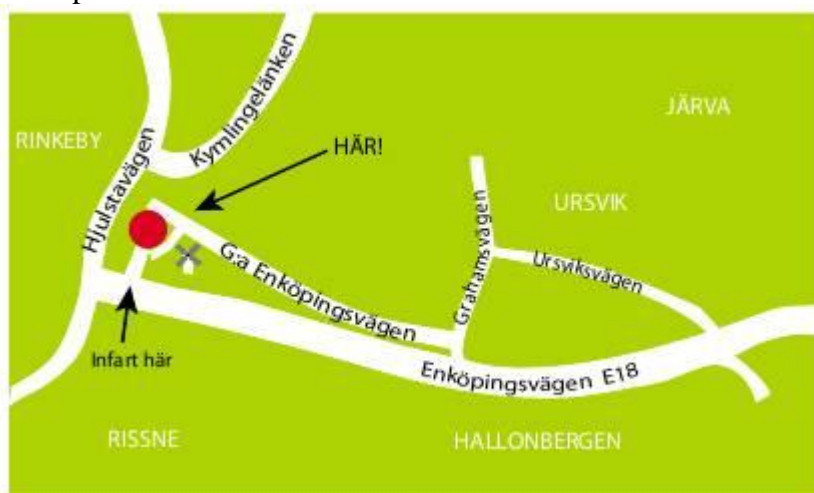 JÄRVA
RINKEBY
Kymlingelänken
HÄR!
Hjulstavägen
URSVIK
Grahamsvägen
Ursviksvägen
G:a Enköpingsvägen
Infart här
Enköpingsvägen E18
RISSNE
HALLONBERGEN